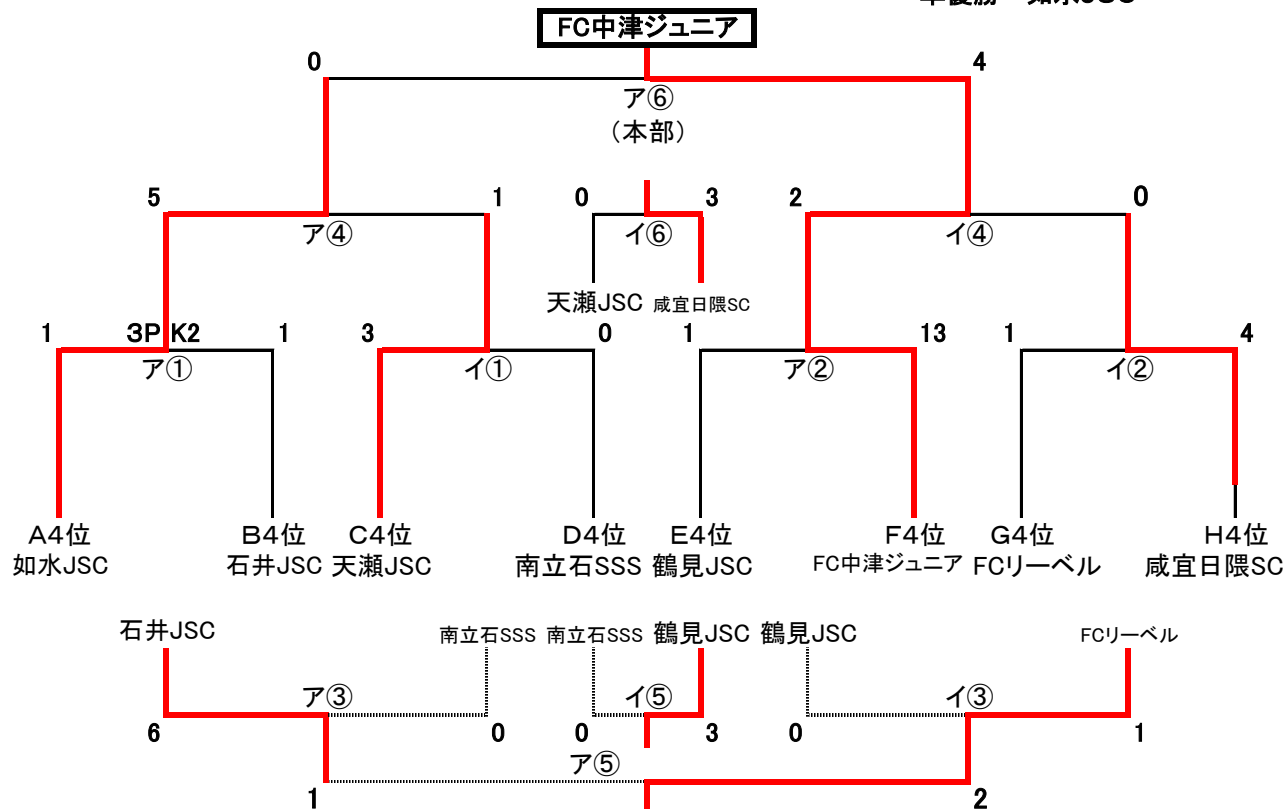 準優勝 如水JSC
FC中津ジュニア
0 4
ア⑥
(本部)
5 1 0 3 2 0
ア④ イ⑥ イ④
天瀬JSC 咸宜日隈SC
1 3PK2 1 3 0 1 13 1 4
ア① イ① ア② イ②
A4位 B4位 C4位 D4位 E4位 F4位 G4位 H4位
如水JSC 石井JSC 天瀬JSC 南立石SSS 鶴見JSC FC中津ジュニア FCリーベル 咸宜日隈SC
石井JSC 南立石SSS 南立石SSS 鶴見JSC 鶴見JSC FCリーベル
ア③ イ⑤ イ③
6 0 0 3 0 1
ア⑤
1 2